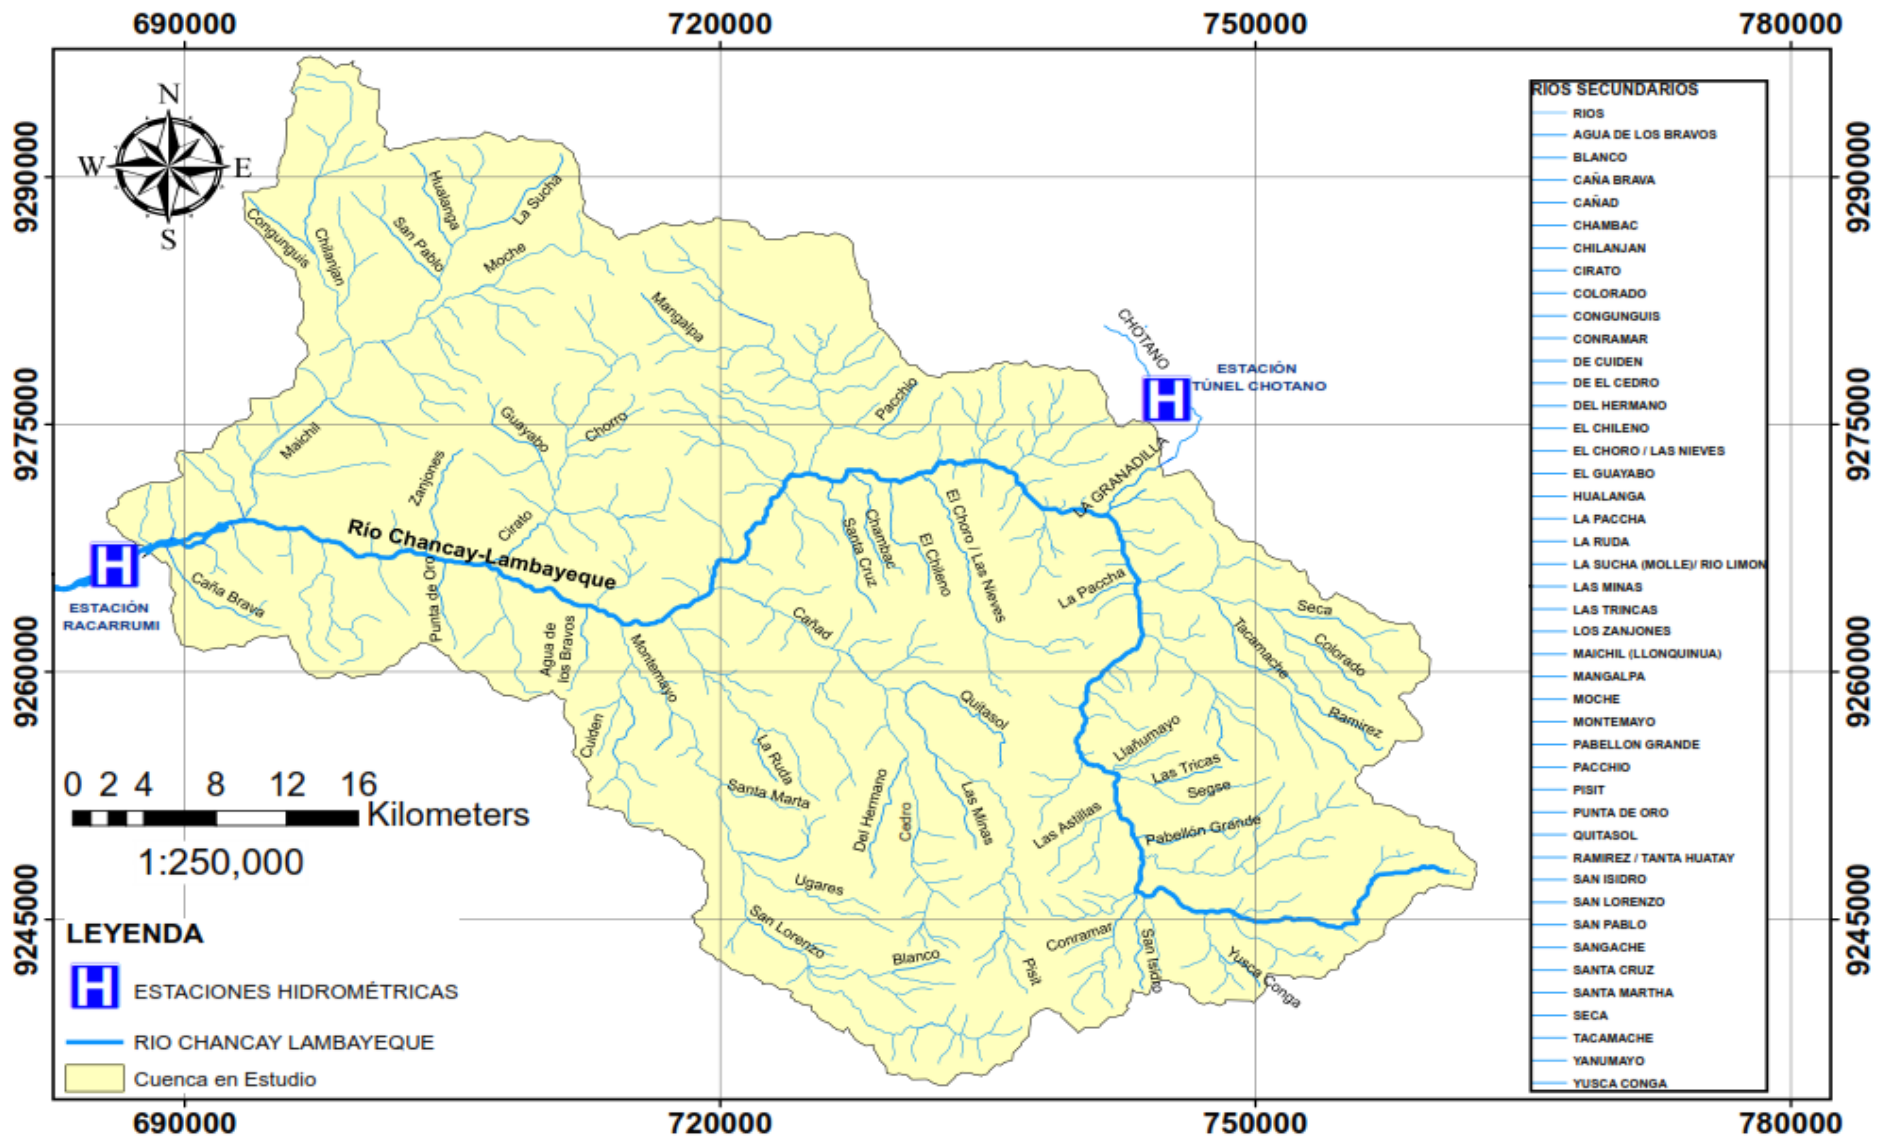 690000
720000
750000
780000
9290000
9275000
9260000
9245000
9290000
9275000
9260000
9245000
690000
720000
750000
780000
N
W
E
S
Congunguis
Chilanjan
San Pablo
Hualanga
La Sucha
Moche
Mangalpa
Maichil
Zanjones
Guayabo
Chorro
Cirato
Pacchio
CHOTANO
ESTACIÓN
TÚNEL CHOTANO
H
LA GRANADILLA
Río Chancay-Lambayeque
H
ESTACIÓN
RACARRUMI
Caña Brava
Punta de Oro
Agua de
los Bravos
Montemayo
Cañad
Santa Cruz
Chambac
El Chileno
El Choro / Las Nieves
La Paccha
Seca
Colorado
Tacamache
Ramirez
Cuiden
La Ruda
Santa Marta
Quitasol
Llañumayo
Las Tricas
Segse
Pabellón Grande
Las Astillas
Las Minas
Del Hermano
Cedro
Ugares
San Lorenzo
Blanco
Pisit
Conramar
San Isidro
Yusca Conga
0 2 4 8 12 16
Kilometers
1:250,000
LEYENDA
H
ESTACIONES HIDROMÉTRICAS
RIO CHANCAY LAMBAYEQUE
Cuenca en Estudio
RIOS SECUNDARIOS
RIOS
AGUA DE LOS BRAVOS
BLANCO
CAÑA BRAVA
CAÑAD
CHAMBAC
CHILANJAN
CIRATO
COLORADO
CONGUNGUIS
CONRAMAR
DE CUIDEN
DE EL CEDRO
DEL HERMANO
EL CHILENO
EL CHORO / LAS NIEVES
EL GUAYABO
HUALANGA
LA PACCHA
LA RUDA
LA SUCHA (MOLLE)/ RIO LIMON
LAS MINAS
LAS TRINCAS
LOS ZANJONES
MAICHIL (LLONQUINUA)
MANGALPA
MOCHE
MONTEMAYO
PABELLON GRANDE
PACCHIO
PISIT
PUNTA DE ORO
QUITASOL
RAMIREZ / TANTA HUATAY
SAN ISIDRO
SAN LORENZO
SAN PABLO
SANGACHE
SANTA CRUZ
SANTA MARTHA
SECA
TACAMACHE
YANUMAYO
YUSCA CONGA